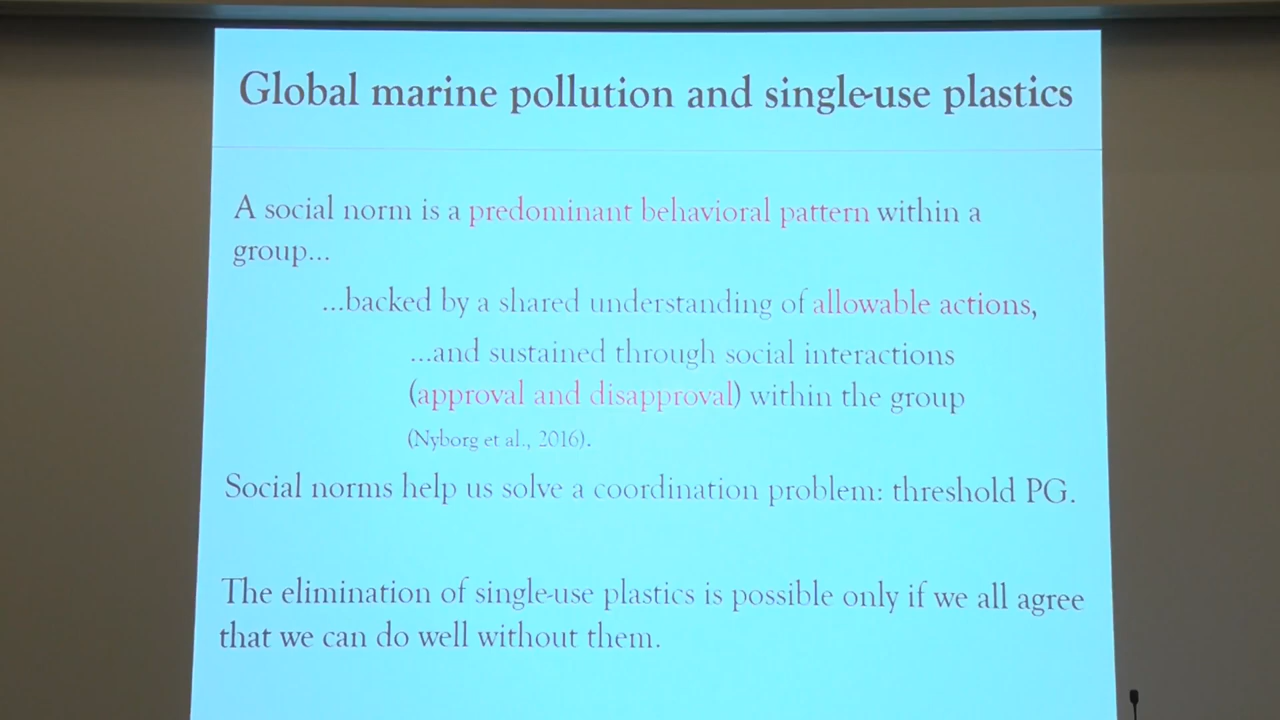 Global marine pollution and single-use plastics
A social norm is a predominant behavioral pattern within a
group...
...backed by a shared understanding of allowable actions,
...and sustained through social interactions
(approval and disapproval) within the group
(Nyborg et al., 2016).
Social norms help us solve a coordination problem: threshold PG.
The elimination of single-use plastics is possible only if we all agree
that we can do well without them.